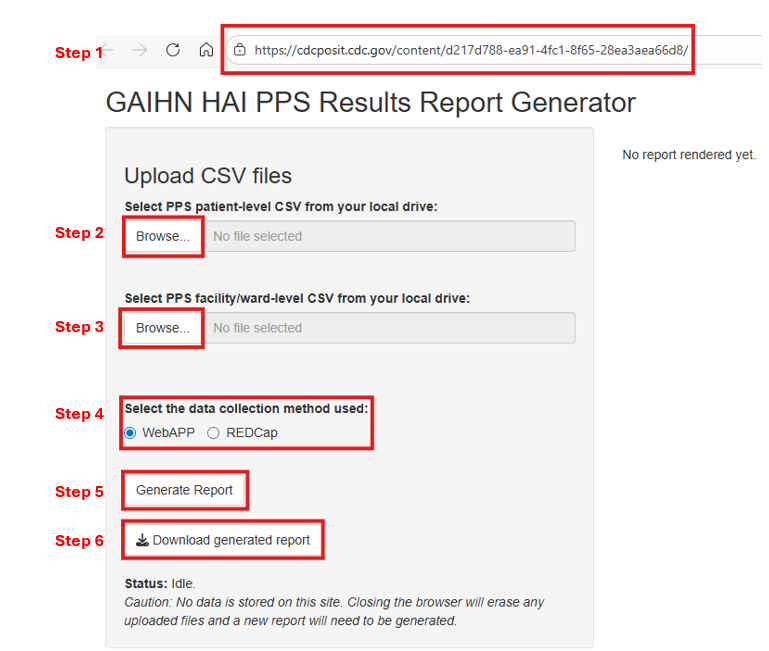 Step 1
https://cdcposit.cdc.gov/content/d217d788-ea91-4fc1-8f65-28ea3aea66d8/
GAIHN HAI PPS Results Report Generator
No report rendered yet.
Upload CSV files
Select PPS patient-level CSV from your local drive:
Step 2
Browse... No file selected
Select PPS facility/ward-level CSV from your local drive:
Step 3
Browse... No file selected
Step 4
Select the data collection method used:
WebAPP REDCap
Step 5
Generate Report
Step 6
Download generated report
Status: Idle.
Caution: No data is stored on this site. Closing the browser will erase any
uploaded files and a new report will need to be generated.